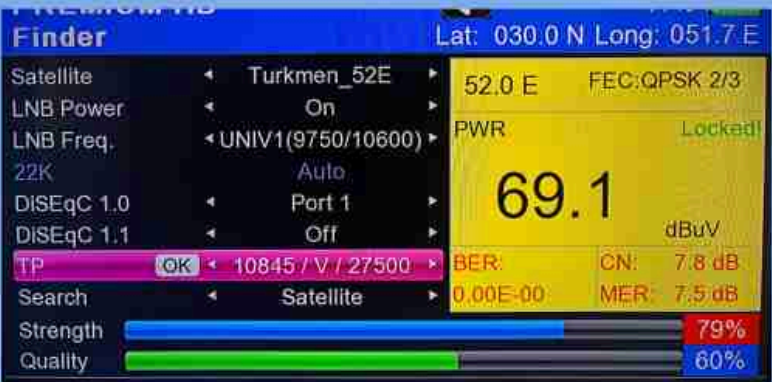 Finder
Lat: 030.0 N Long: 051.7 E
Satellite Turkmen_52E
LNB Power On
LNB Freq. UNIV1(9750/10600)
22K Auto
DiSEqC 1.0 Port 1
DiSEqC 1.1 Off
TP OK 10845 / V / 27500
Search Satellite
52.0 E FEC:QPSK 2/3
PWR Locked!
69.1
dBuV
BER: CN: 7.8 dB
0.00E-00 MER: 7.5 dB
Strength 79%
Quality 60%